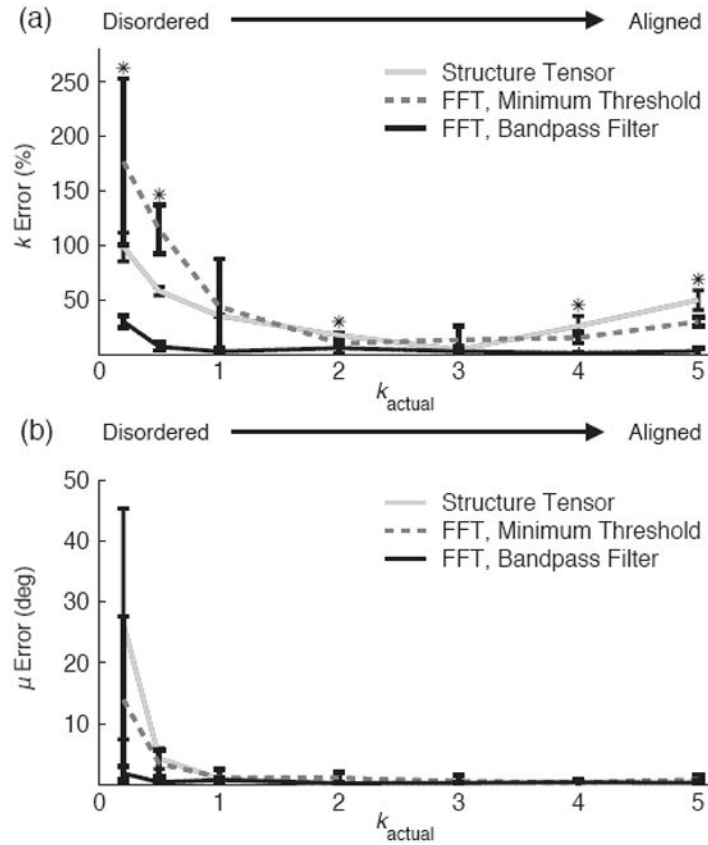 (a) Disordered Aligned
* Structure Tensor
250 FFT, Minimum Threshold
FFT, Bandpass Filter
200
150 *
100
50 * * *
k Error (%)
0 1 2 3 4 5
k actual
(b) Disordered Aligned
50
Structure Tensor
40 FFT, Minimum Threshold
FFT, Bandpass Filter
30
20
10
μ Error (deg)
0 1 2 3 4 5
k actual